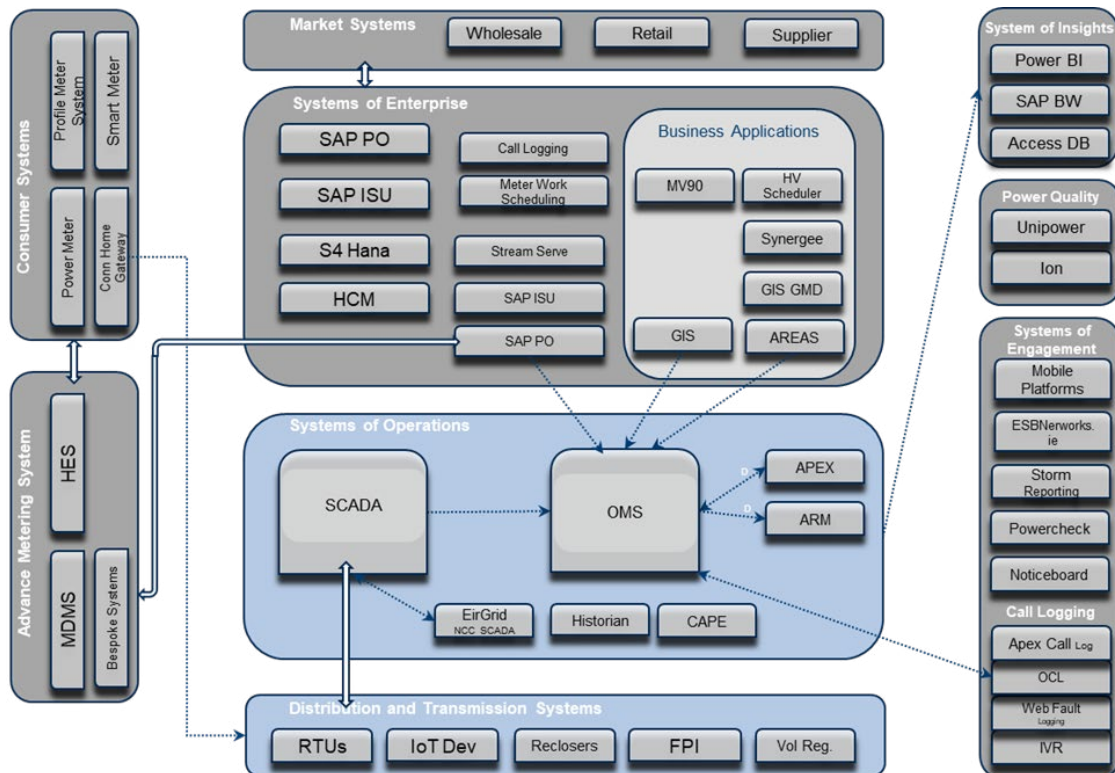 Market Systems
Wholesale
Retail
Supplier
Consumer Systems
Profile Meter
System
Smart Meter
Power Meter
Conn Home
Gateway
Advance Metering System
HES
MDMS
Bespoke Systems
Systems of Enterprise
SAP PO
SAP ISU
S4 Hana
HCM
Call Logging
Meter Work
Scheduling
Stream Serve
SAP ISU
SAP PO
Business Applications
MV90
HV
Scheduler
Synergee
GIS GMD
GIS
AREAS
Systems of Operations
SCADA
OMS
D
APEX
D
ARM
EirGrid
NCC SCADA
Historian
CAPE
Distribution and Transmission Systems
RTUs
IoT Dev
Reclosers
FPI
Vol Reg.
System of Insights
Power BI
SAP BW
Access DB
Power Quality
Unipower
Ion
Systems of
Engagement
Mobile
Platforms
ESBNerworks.
ie
Storm
Reporting
Powercheck
Noticeboard
Call Logging
Apex Call Log
OCL
Web Fault
Logging
IVR